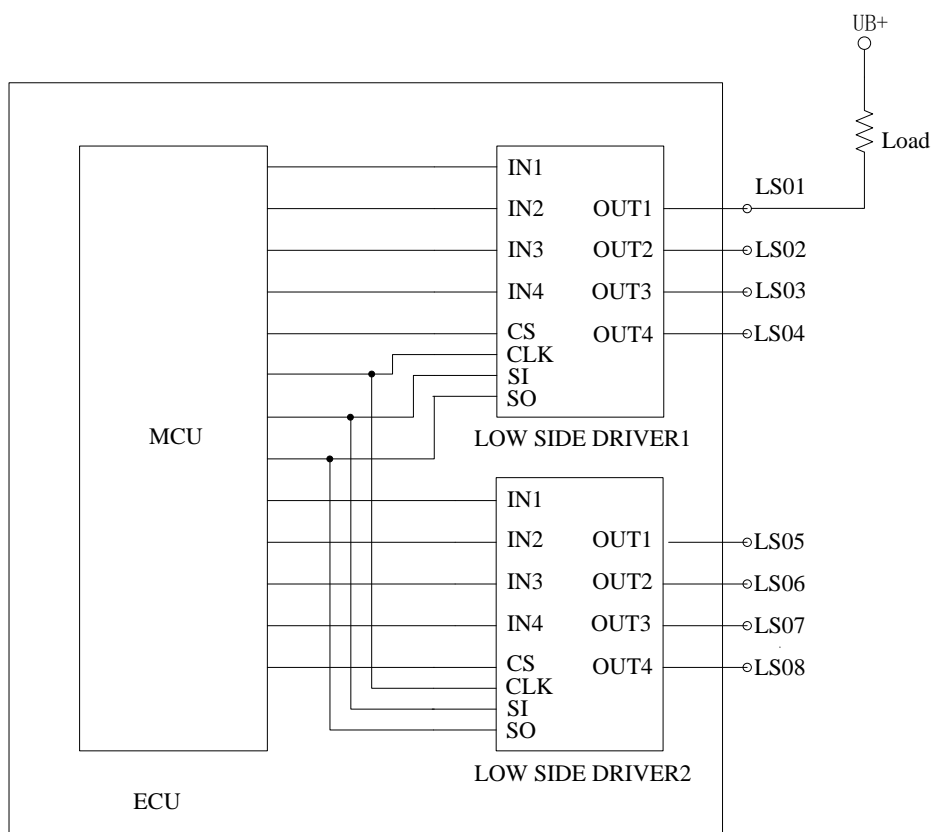 UB+
Load
LS01
IN1
IN2
OUT1
IN3
OUT2
LS02
IN4
OUT3
LS03
CS
OUT4
LS04
CLK
SI
SO
MCU
LOW SIDE DRIVER1
IN1
IN2
OUT1
LS05
IN3
OUT2
LS06
IN4
OUT3
LS07
CS
OUT4
LS08
CLK
SI
SO
LOW SIDE DRIVER2
ECU